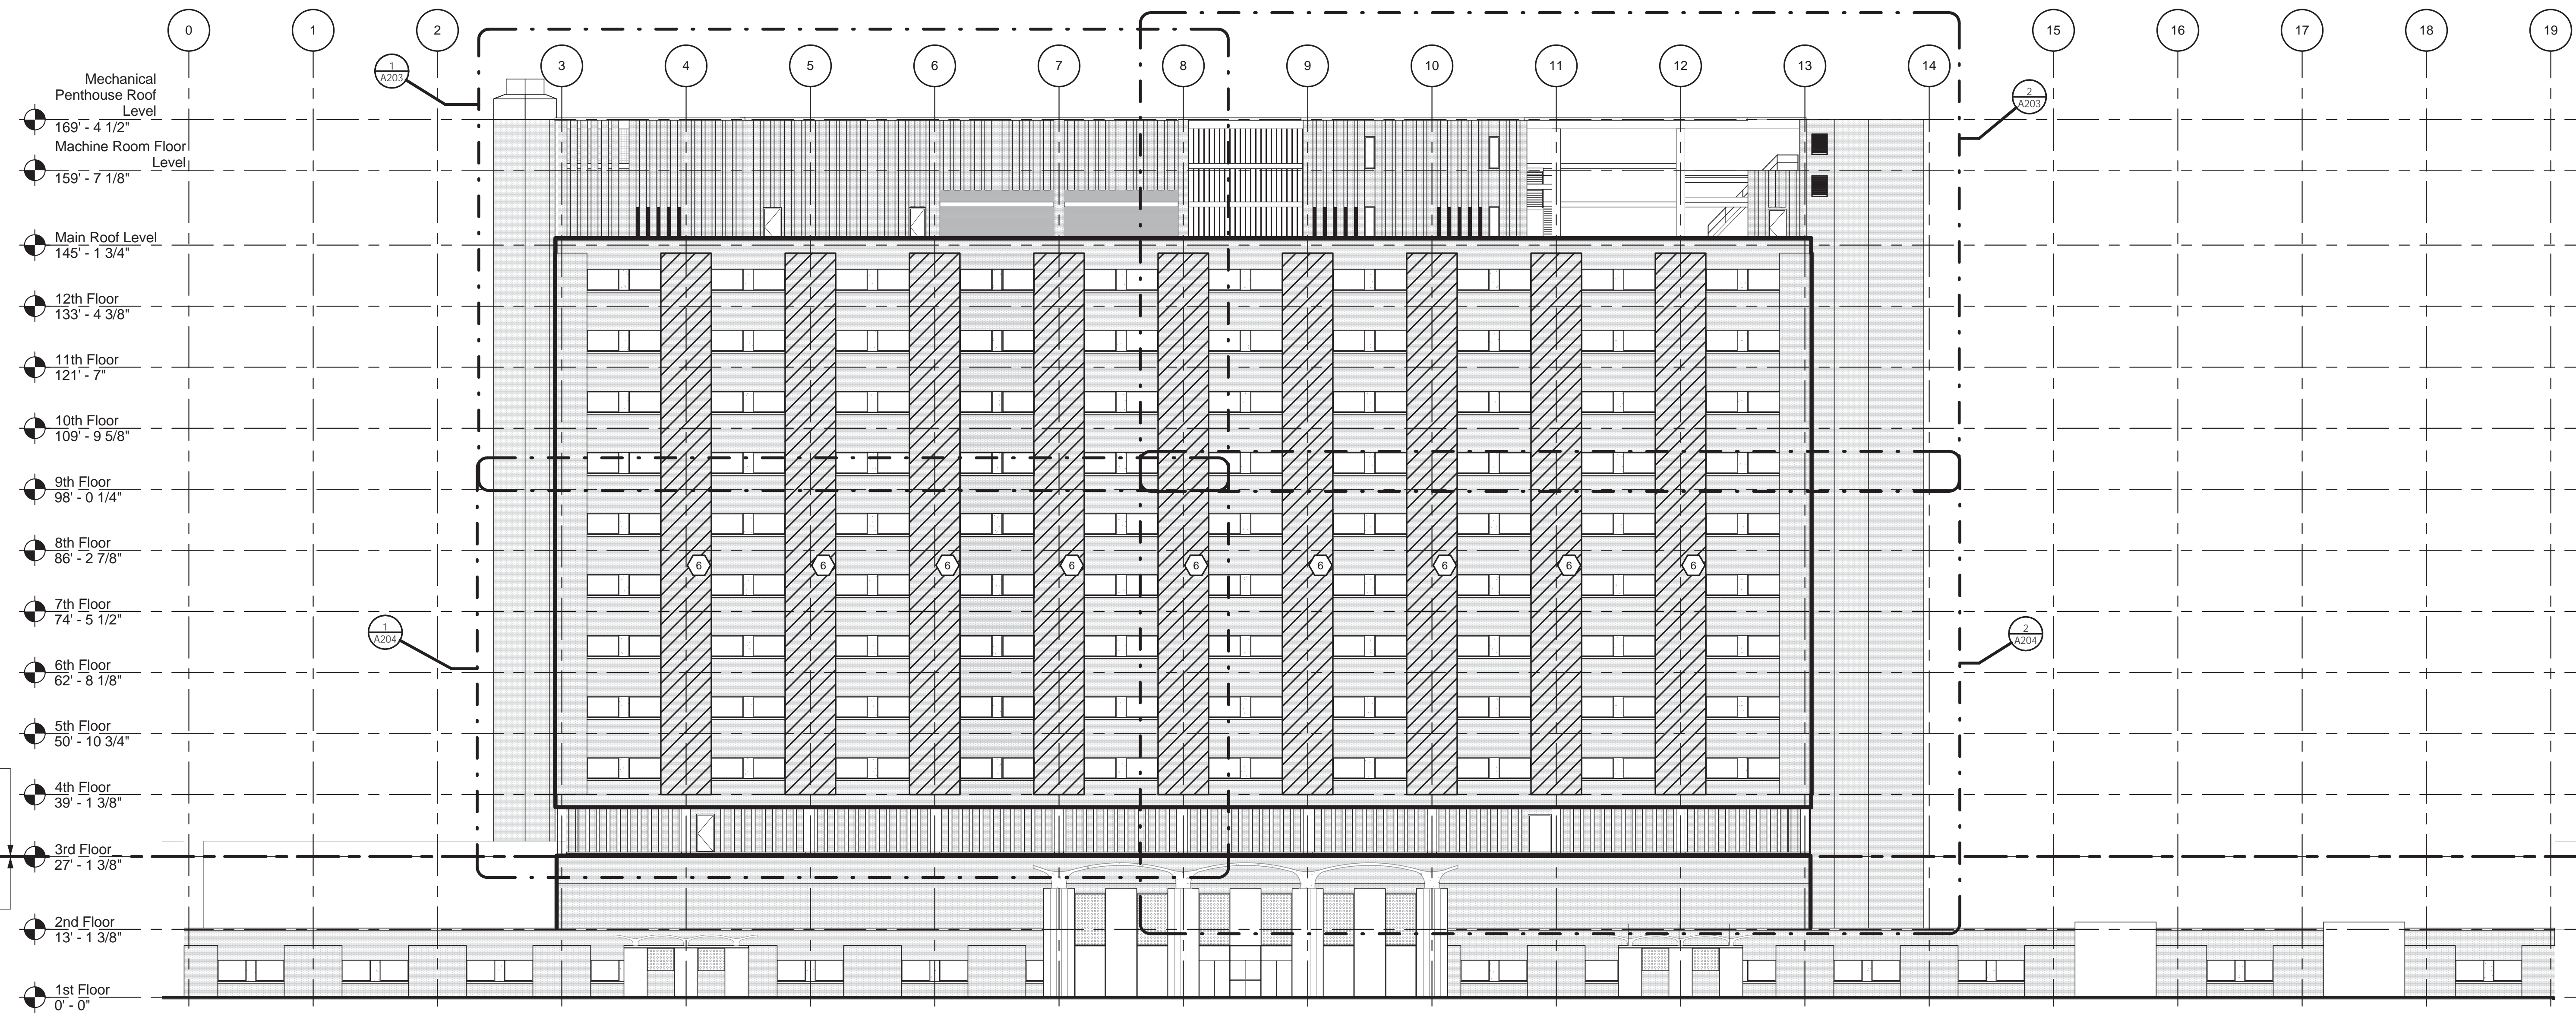 0 1 2 15 16 17 18 19
3 4 5 6 7 8 9 10 11 12 13 14
1
A203
2
A203
Mechanical
Penthouse Roof
Level
169' - 4 1/2"
Machine Room Floor
Level
159' - 7 1/8"
Main Roof Level
145' - 1 3/4"
12th Floor
133' - 4 3/8"
11th Floor
121' - 7"
10th Floor
109' - 9 5/8"
9th Floor
98' - 0 1/4"
8th Floor
86' - 2 7/8"
6 6 6 6 6 6 6 6 6
7th Floor
74' - 5 1/2"
1
A204
2
A204
6th Floor
62' - 8 1/8"
5th Floor
50' - 10 3/4"
4th Floor
39' - 1 3/8"
3rd Floor
27' - 1 3/8"
2nd Floor
13' - 1 3/8"
1st Floor
0' - 0"